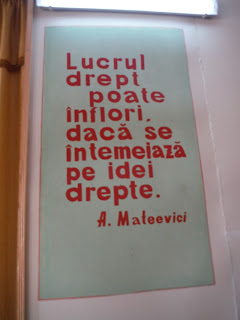 Lucrul
drept
poate
înflori,
dacă se
întemeiază
pe idei
drepte.
A. Mateevici